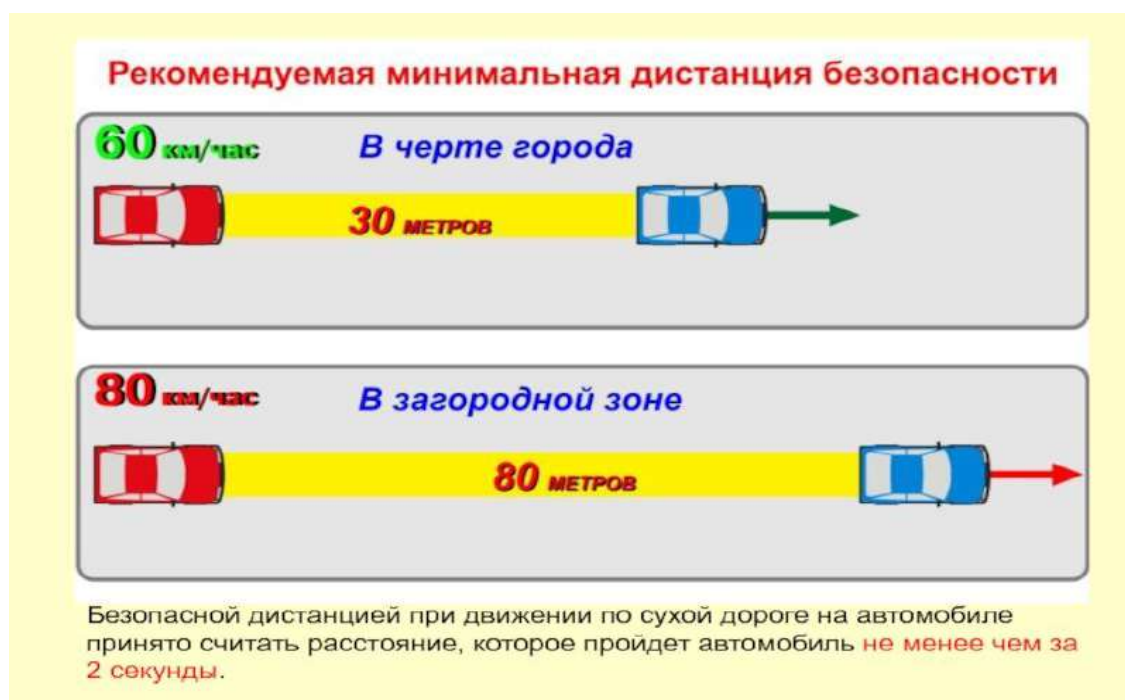 Рекомендуемая минимальная дистанция безопасности
60 км/час В черте города
30 МЕТРОВ
80 км/час В загородной зоне
80 МЕТРОВ
Безопасной дистанцией при движении по сухой дороге на автомобиле
принято считать расстояние, которое пройдет автомобиль не менее чем за
2 секунды.